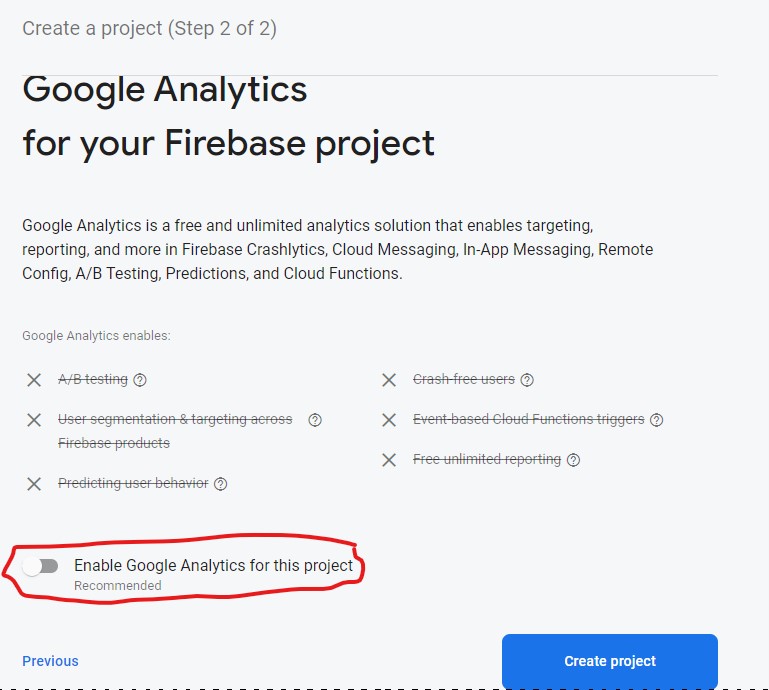 Create a project (Step 2 of 2)
Google Analytics
for your Firebase project
Google Analytics is a free and unlimited analytics solution that enables targeting,
reporting, and more in Firebase Crashlytics, Cloud Messaging, In-App Messaging, Remote
Config, A/B Testing, Predictions, and Cloud Functions.
Google Analytics enables:
A/B testing
User segmentation & targeting across
Firebase products
Predicting user behavior
Crash-free users
Event-based Cloud Functions triggers
Free unlimited reporting
Enable Google Analytics for this project
Recommended
Previous
Create project